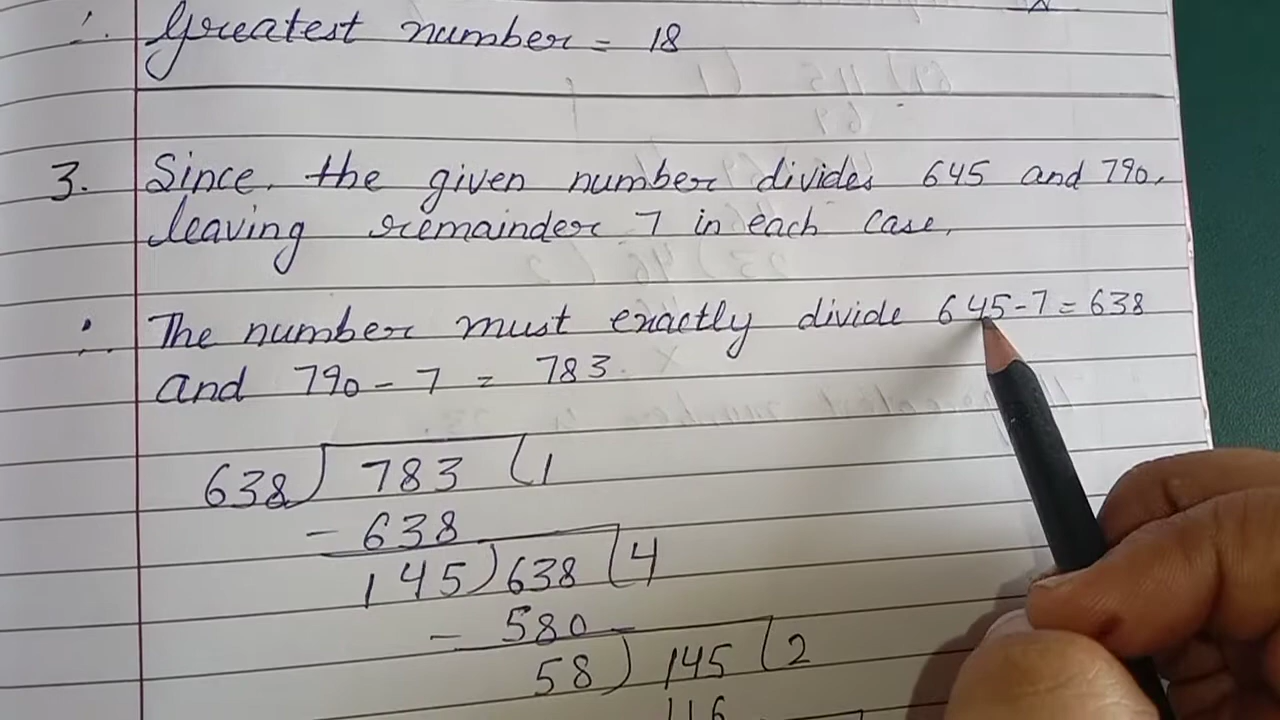 ∴ Greatest number = 18
3. Since, the given number divides 645 and 790,
leaving remainder 7 in each case.
∴ The number must exactly divide 645-7=638
and 790-7 = 783.
638) 783 (1
- 638
145) 638 (4
- 580
58) 145 (2
116